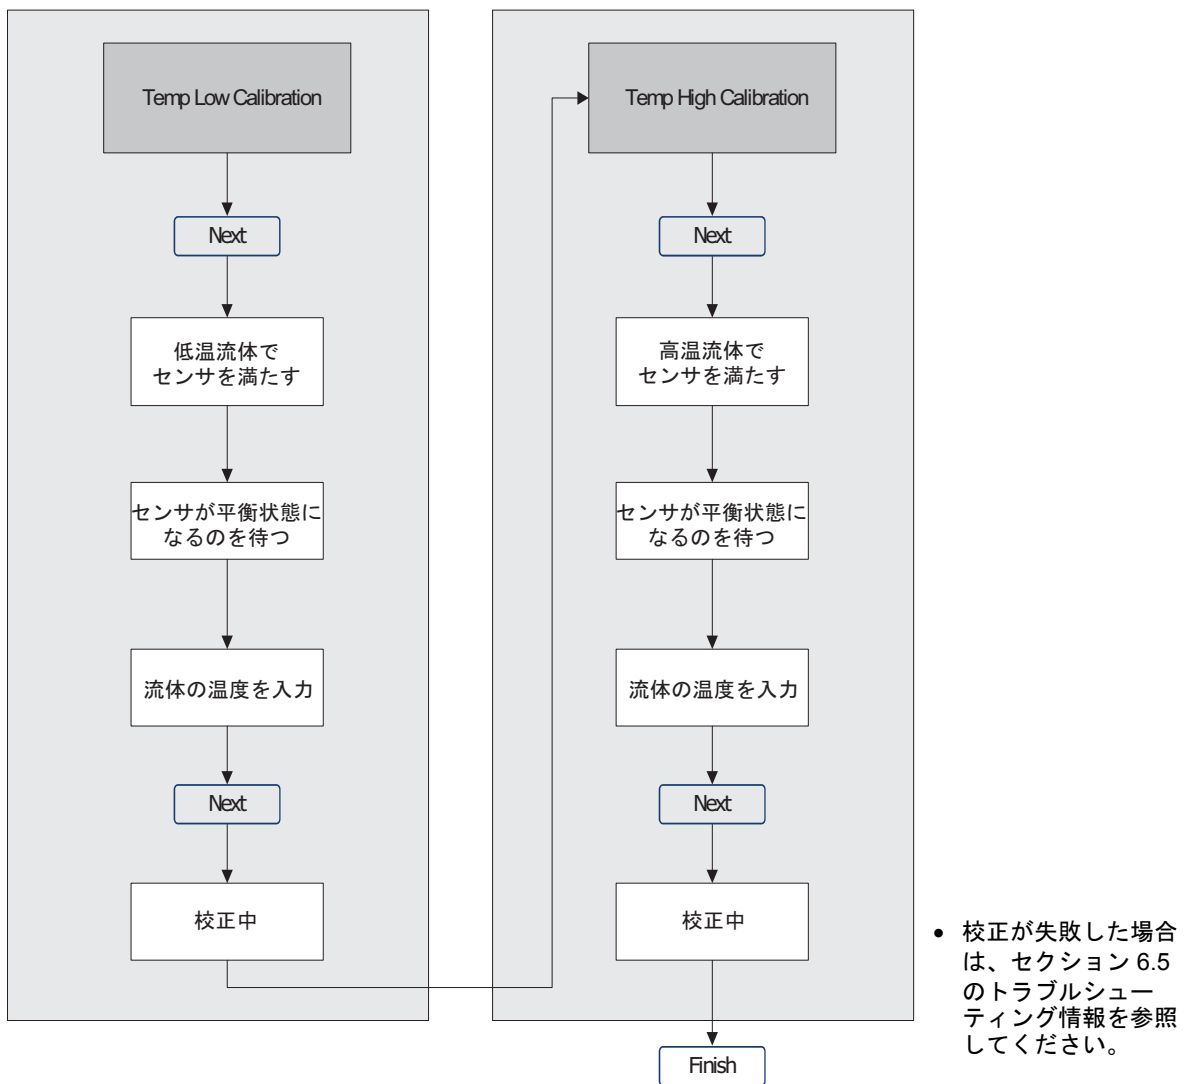 Temp Low Calibration
Next
低温流体で
センサを満たす
センサが平衡状態に
なるのを待つ
流体の温度を入力
Next
校正中
Temp High Calibration
Next
高温流体で
センサを満たす
センサが平衡状態に
なるのを待つ
流体の温度を入力
Next
校正中
Finish
• 校正が失敗した場合
は、セクション 6.5
のトラブルシュー
ティング情報を参照
してください。